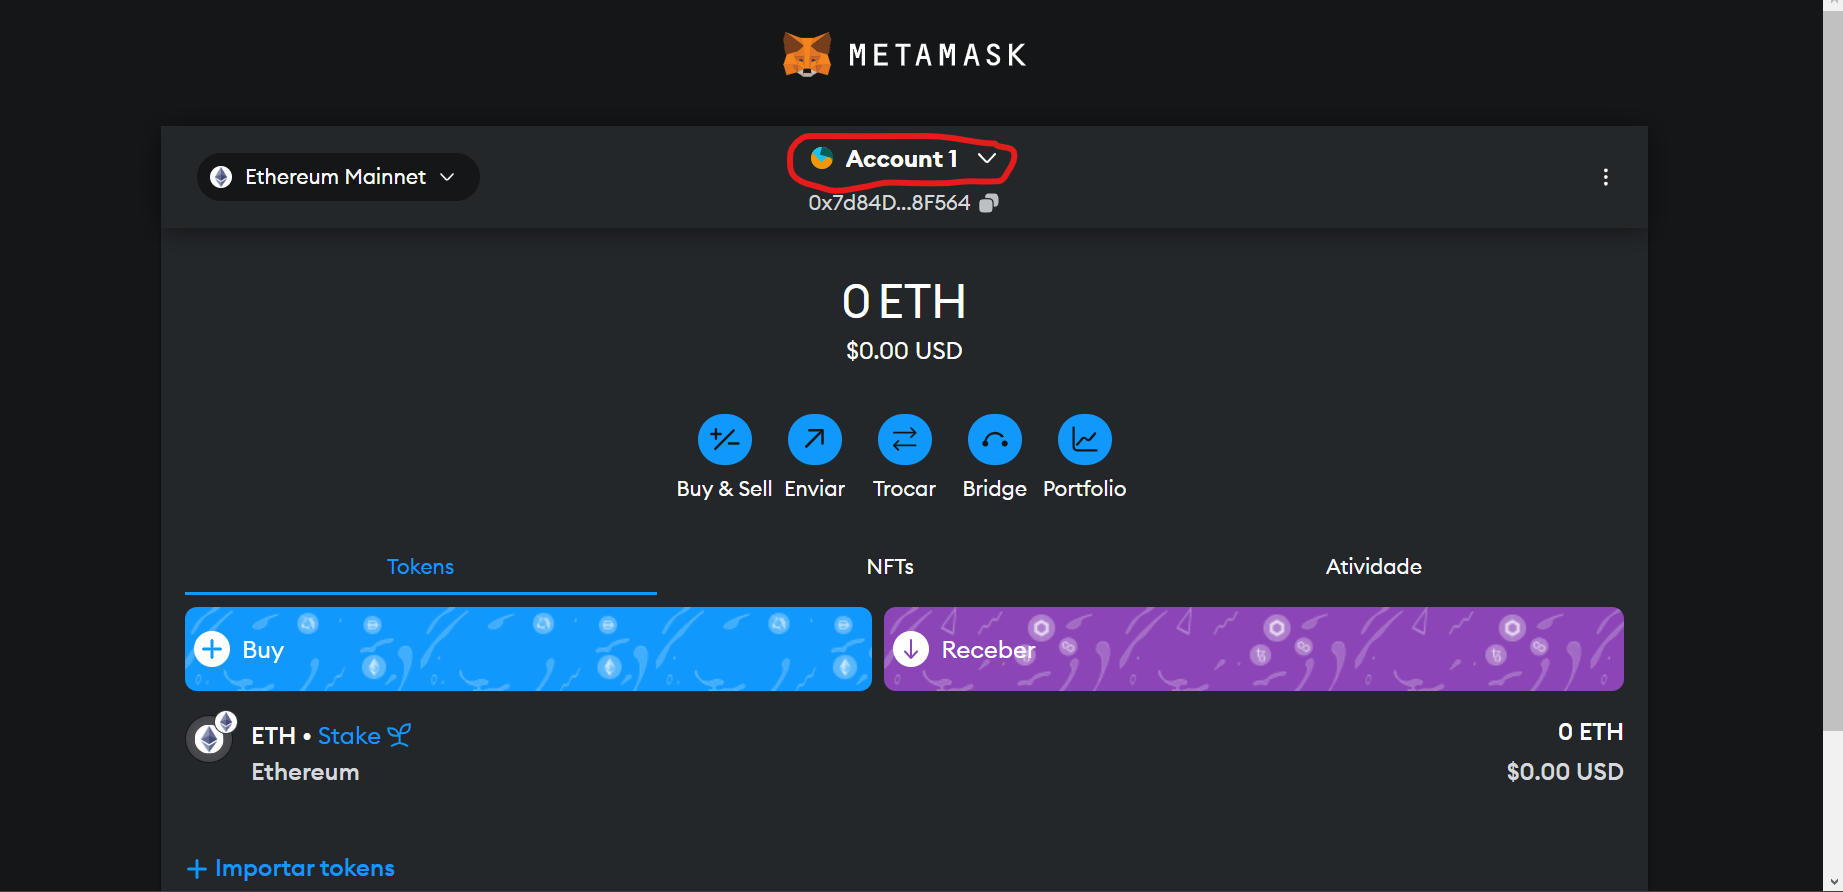 METAMASK
Ethereum Mainnet
Account 1
0x7d84D...8F564
0 ETH
$0.00 USD
Buy & Sell
Enviar
Trocar
Bridge
Portfolio
Tokens
NFTs
Atividade
Buy
Receber
ETH • Stake
0 ETH
Ethereum
$0.00 USD
+ Importar tokens